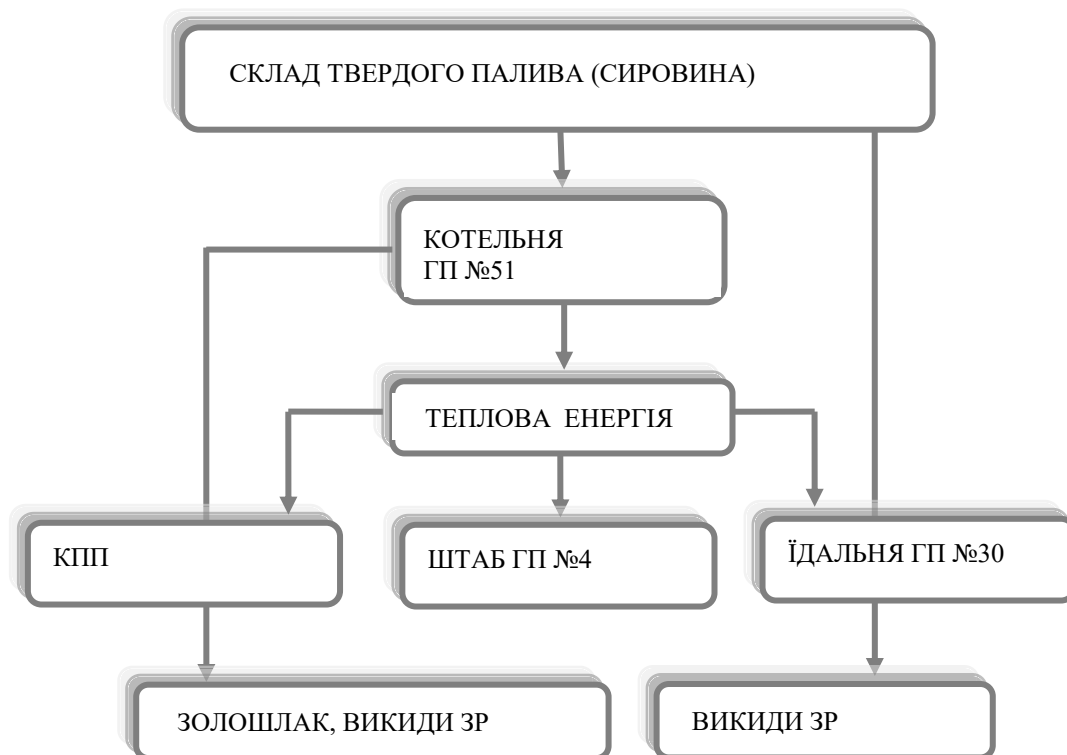 СКЛАД ТВЕРДОГО ПАЛИВА (СИРОВИНА)
КОТЕЛЬНЯ
ГП №51
ТЕПЛОВА ЕНЕРГІЯ
КПП
ШТАБ ГП №4
ЇДАЛЬНЯ ГП №30
ЗОЛОШЛАК, ВИКИДИ ЗР
ВИКИДИ ЗР